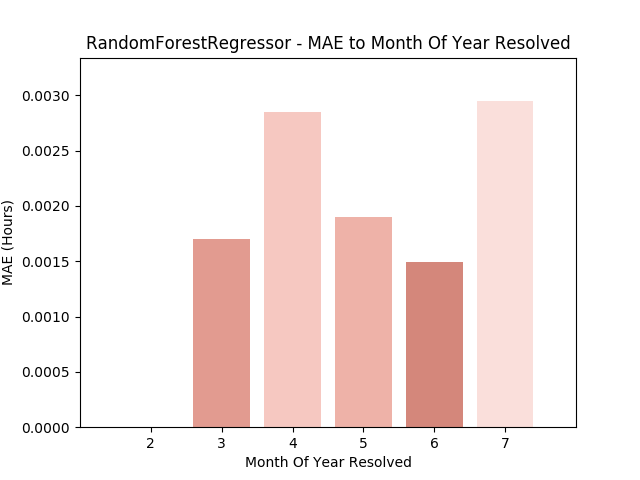 RandomForestRegressor - MAE to Month Of Year Resolved
MAE (Hours)
0.0030
0.0025
0.0020
0.0015
0.0010
0.0005
0.0000
2 3 4 5 6 7
Month Of Year Resolved